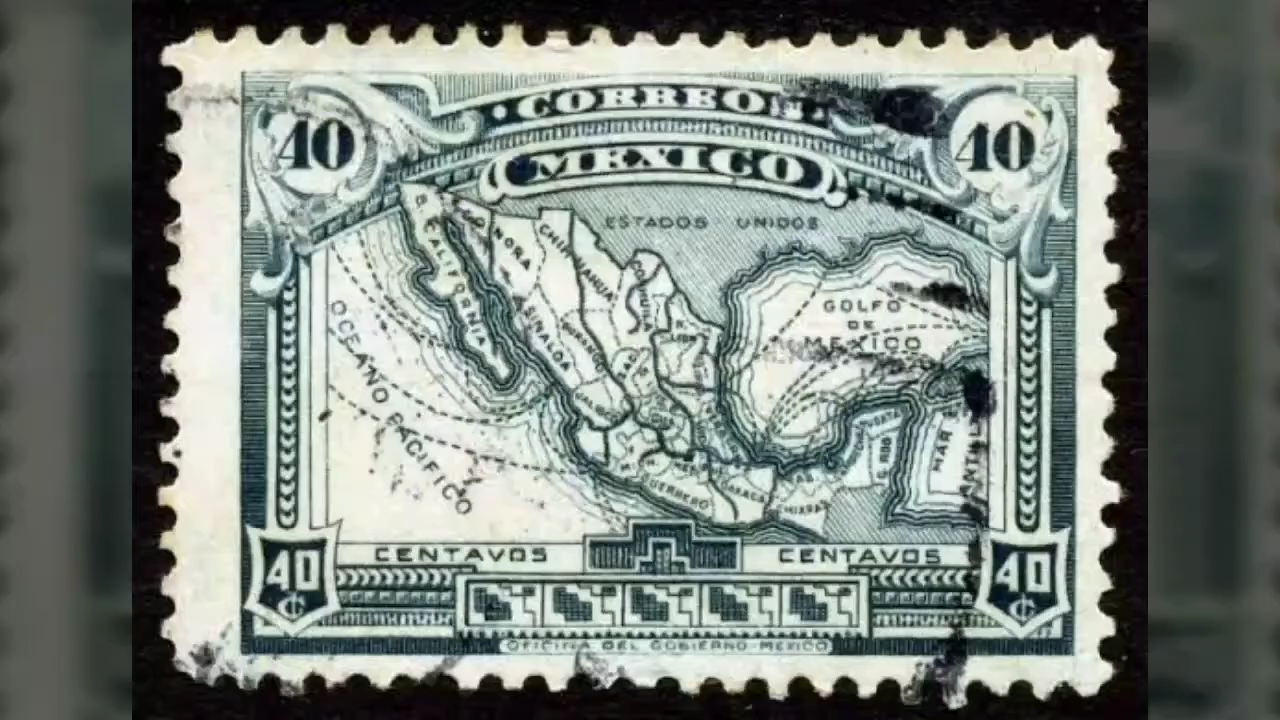 CORREOS
40
40
MEXICO
ESTADOS UNIDOS
B. CALIFORNIA
SONORA
CHIHUAHUA
SINALOA
GOLFO
DE
MEXICO
OCEANO PACIFICO
MAR
GUERRERO
OAXACA
CHIAPAS
CENTAVOS
CENTAVOS
40
¢
40
¢
OFICINA DEL GOBIERNO-MEXICO